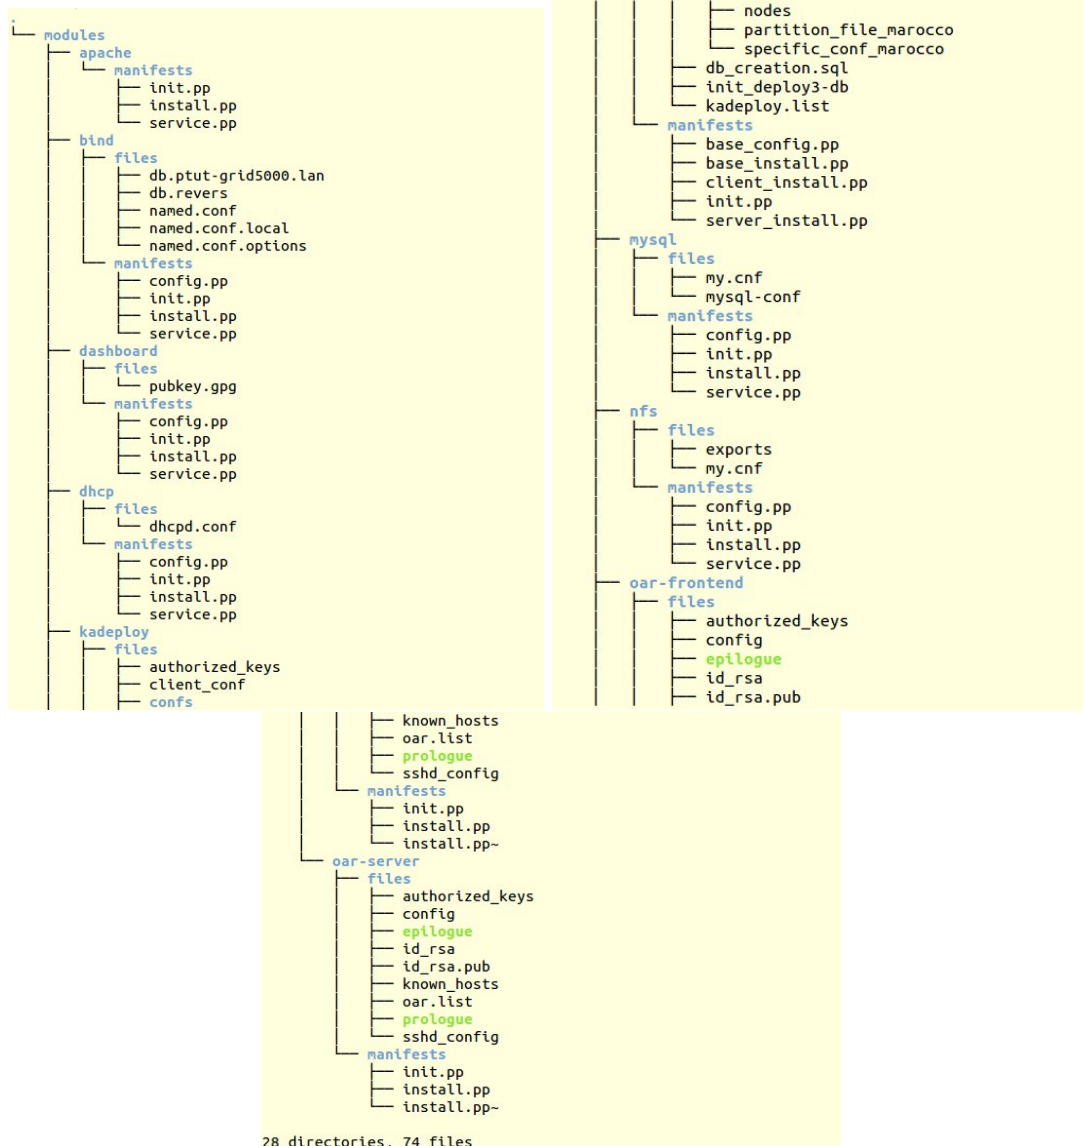 .
└── modules
├── apache
│   └── manifests
│       ├── init.pp
│       ├── install.pp
│       └── service.pp
├── bind
│   ├── files
│   │   ├── db.ptut-grid5000.lan
│   │   ├── db.revers
│   │   ├── named.conf
│   │   ├── named.conf.local
│   │   └── named.conf.options
│   └── manifests
│       ├── config.pp
│       ├── init.pp
│       ├── install.pp
│       └── service.pp
├── dashboard
│   ├── files
│   │   └── pubkey.gpg
│   └── manifests
│       ├── config.pp
│       ├── init.pp
│       ├── install.pp
│       └── service.pp
├── dhcp
│   ├── files
│   │   └── dhcpd.conf
│   └── manifests
│       ├── config.pp
│       ├── init.pp
│       ├── install.pp
│       └── service.pp
├── kadeploy
│   ├── files
│   │   ├── authorized_keys
│   │   ├── client_conf
│   │   ├── confs
│   │   │   ├── nodes
│   │   │   ├── partition_file_marocco
│   │   │   └── specific_conf_marocco
│   │   ├── db_creation.sql
│   │   ├── init_deploy3-db
│   │   └── kadeploy.list
│   └── manifests
│       ├── base_config.pp
│       ├── base_install.pp
│       ├── client_install.pp
│       ├── init.pp
│       └── server_install.pp
├── mysql
│   ├── files
│   │   ├── my.cnf
│   │   └── mysql-conf
│   └── manifests
│       ├── config.pp
│       ├── init.pp
│       ├── install.pp
│       └── service.pp
├── nfs
│   ├── files
│   │   ├── exports
│   │   └── my.cnf
│   └── manifests
│       ├── config.pp
│       ├── init.pp
│       ├── install.pp
│       └── service.pp
├── oar-frontend
│   ├── files
│   │   ├── authorized_keys
│   │   ├── config
│   │   ├── epilogue
│   │   ├── id_rsa
│   │   ├── id_rsa.pub
│   │   ├── known_hosts
│   │   ├── oar.list
│   │   ├── prologue
│   │   └── sshd_config
│   └── manifests
│       ├── init.pp
│       ├── install.pp
│       └── install.pp~
└── oar-server
├── files
│   ├── authorized_keys
│   ├── config
│   ├── epilogue
│   ├── id_rsa
│   ├── id_rsa.pub
│   ├── known_hosts
│   ├── oar.list
│   ├── prologue
│   └── sshd_config
└── manifests
├── init.pp
├── install.pp
└── install.pp~
28 directories, 74 files